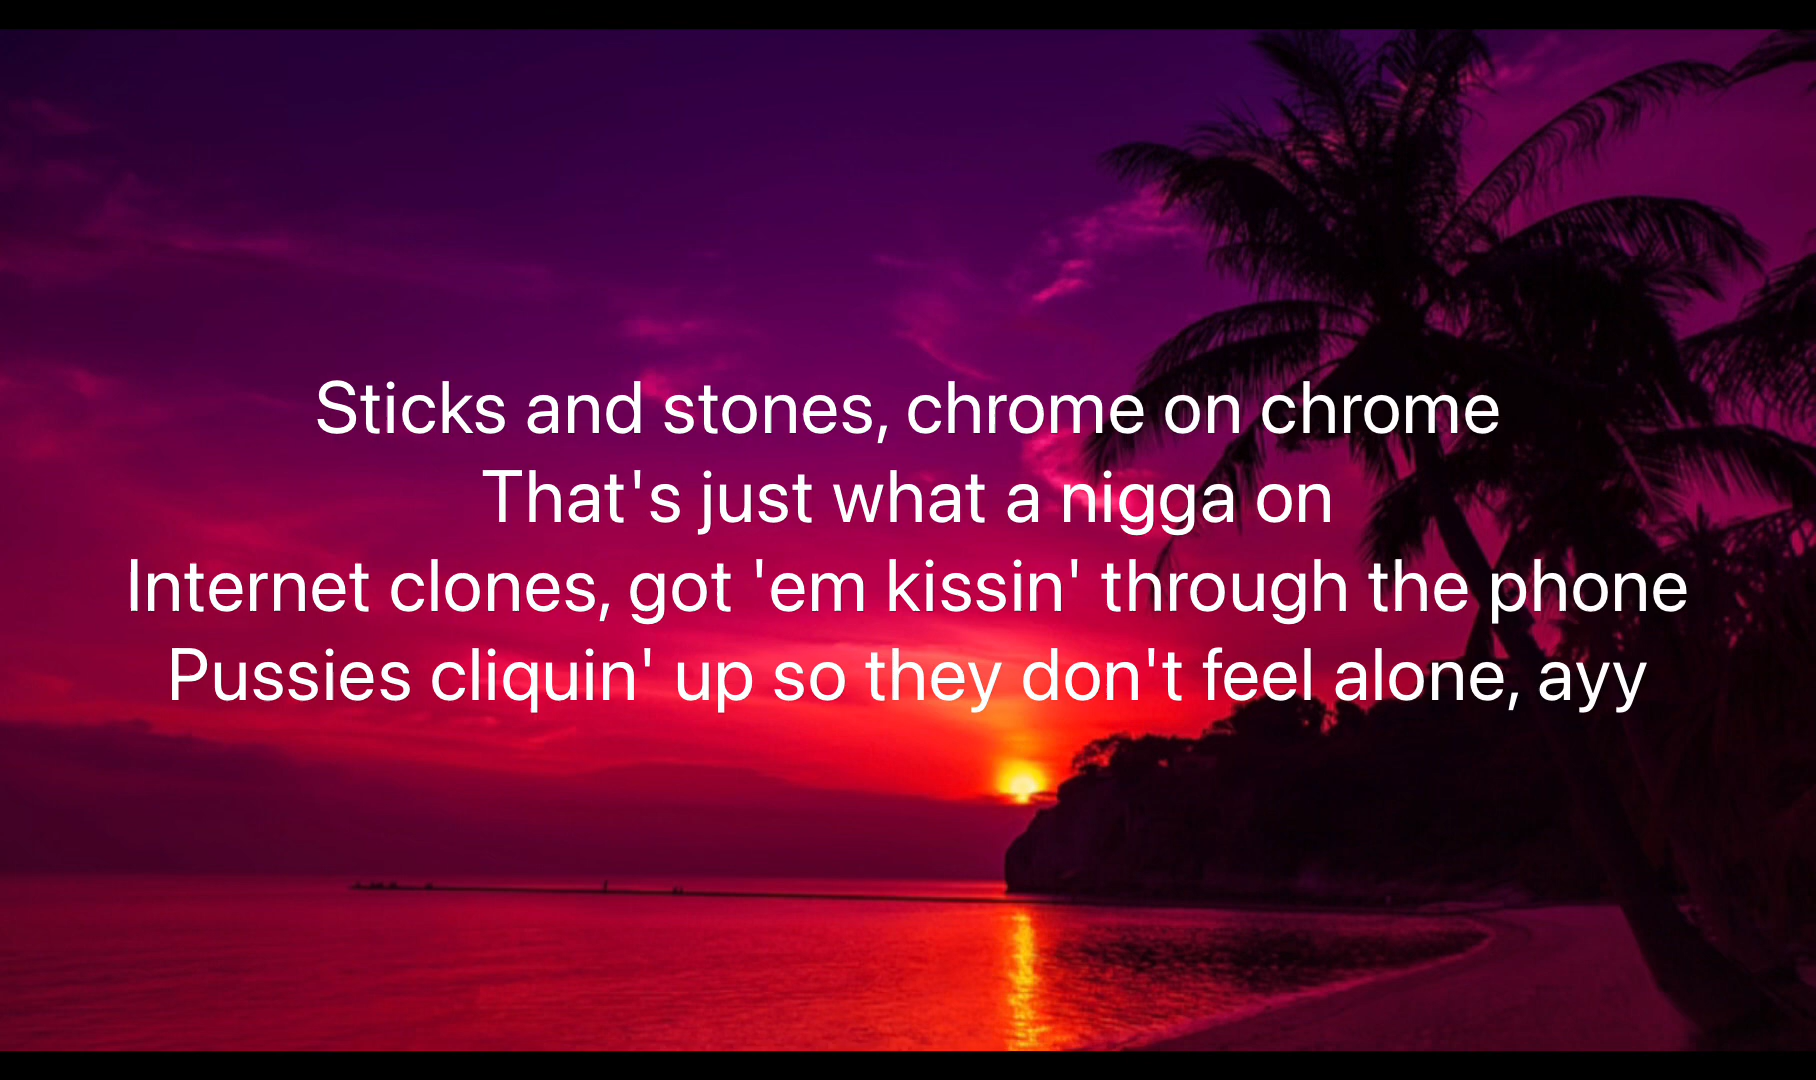 Sticks and stones, chrome on chrome
That's just what a nigga on
Internet clones, got 'em kissin' through the phone
Pussies cliquin' up so they don't feel alone, ayy